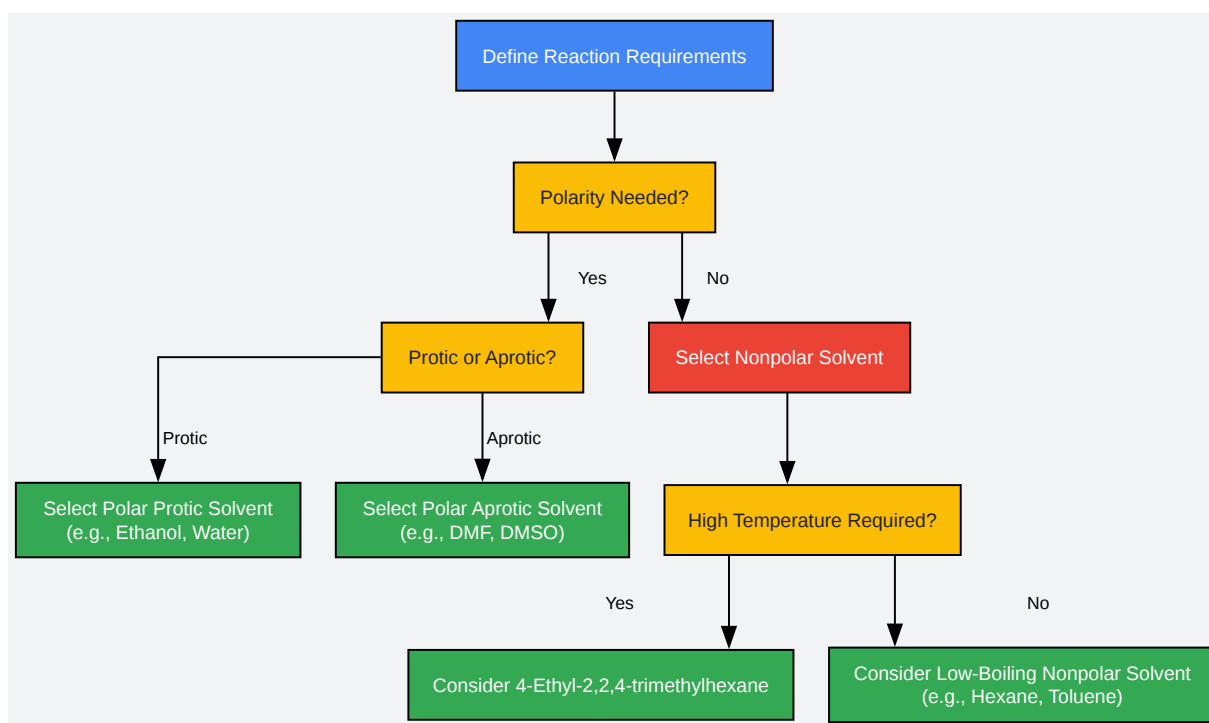 Define Reaction Requirements
Polarity Needed?
Yes
No
Protic or Aprotic?
Select Nonpolar Solvent
Protic
Aprotic
Select Polar Protic Solvent
(e.g., Ethanol, Water)
Select Polar Aprotic Solvent
(e.g., DMF, DMSO)
High Temperature Required?
Yes
No
Consider 4-Ethyl-2,2,4-trimethylhexane
Consider Low-Boiling Nonpolar Solvent
(e.g., Hexane, Toluene)